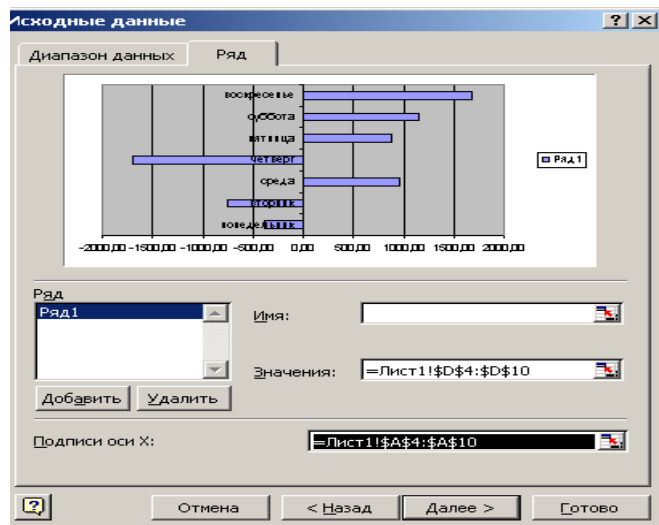 Исходные данные
Диапазон данных Ряд
воскресенье
суббота
пятница
четверг
среда
вторник
понедельник
Ряд1
-2000,00 -1500,00 -1000,00 -500,00 0,00 500,00 1000,00 1500,00 2000,00
Ряд
Ряд1
Имя:
Значения: =Лист1!$D$4:$D$10
Добавить Удалить
Подписи оси X: =Лист1!$A$4:$A$10
Отмена < Назад Далее > Готово